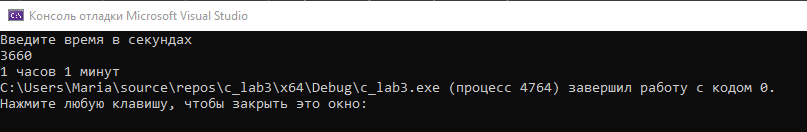 Консоль отладки Microsoft Visual Studio
Введите время в секундах
3660
1 часов 1 минут
C:\Users\Maria\source\repos\c_lab3\x64\Debug\c_lab3.exe (процесс 4764) завершил работу с кодом 0.
Нажмите любую клавишу, чтобы закрыть это окно: